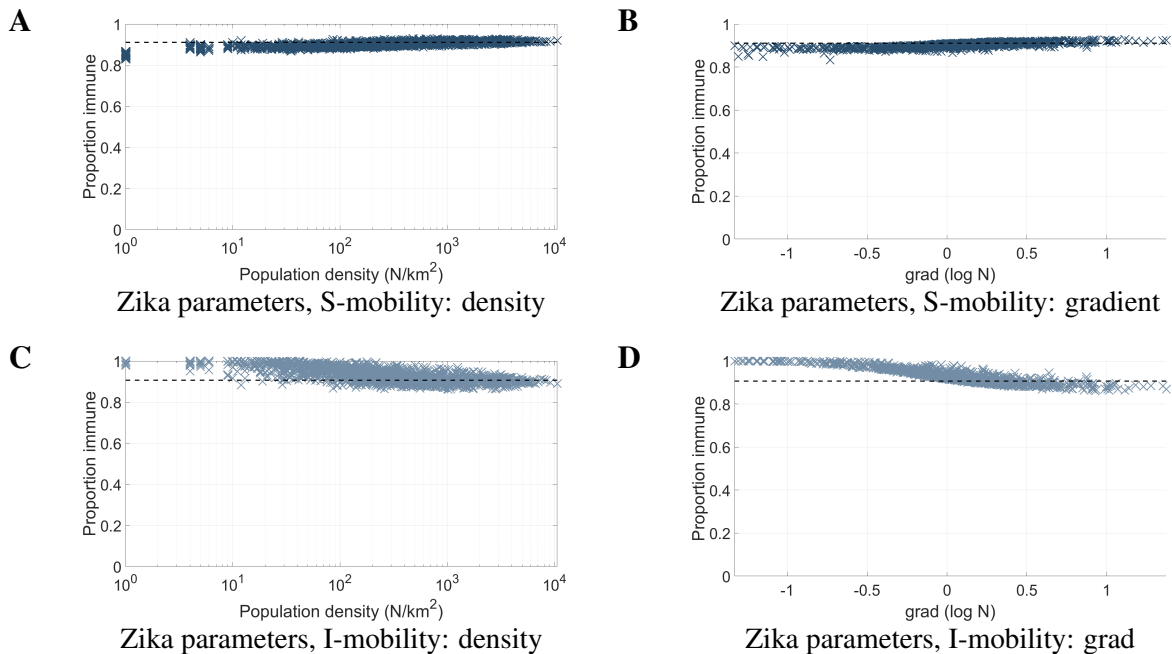 A
Proportion immune
1
0.8
0.6
0.4
0.2
0
10^0 10^1 10^2 10^3 10^4
Population density (N/km^2)
Zika parameters, S-mobility: density
B
Proportion immune
1
0.8
0.6
0.4
0.2
0
-1 -0.5 0 0.5 1
grad (log N)
Zika parameters, S-mobility: gradient
C
Proportion immune
1
0.8
0.6
0.4
0.2
0
10^0 10^1 10^2 10^3 10^4
Population density (N/km^2)
Zika parameters, I-mobility: density
D
Proportion immune
1
0.8
0.6
0.4
0.2
0
-1 -0.5 0 0.5 1
grad (log N)
Zika parameters, I-mobility: grad